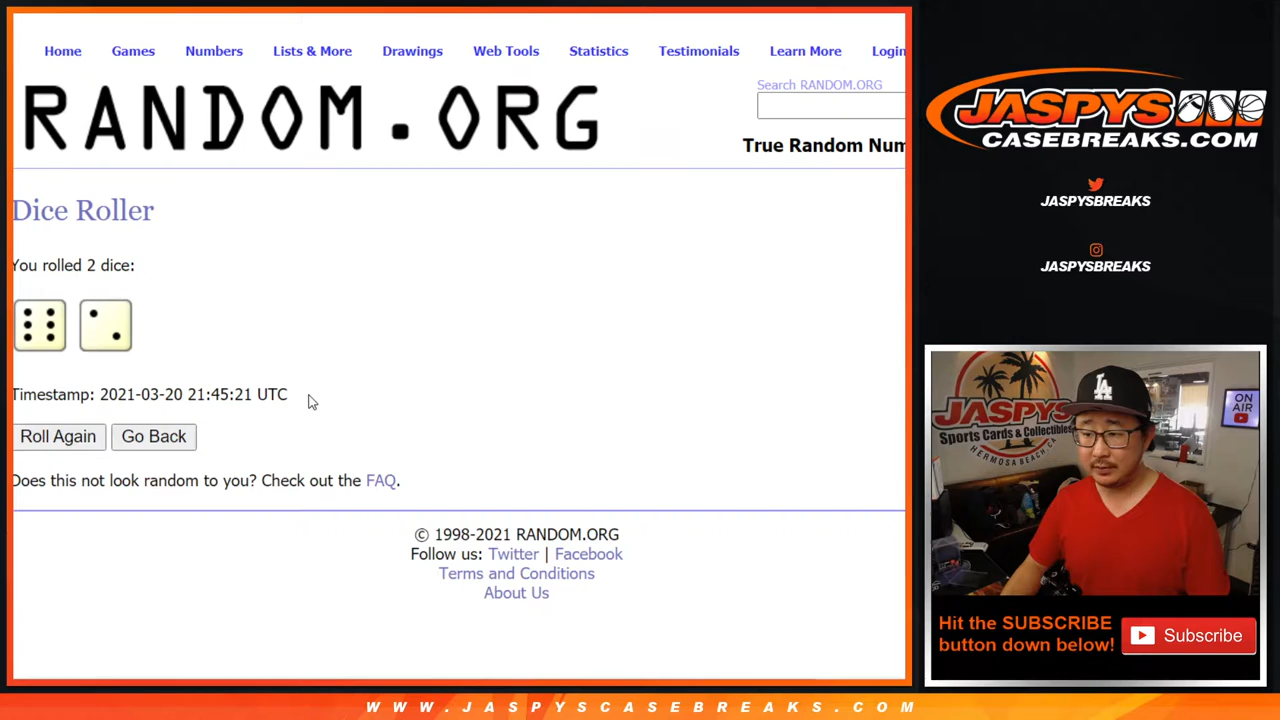 Home Games Numbers Lists & More Drawings Web Tools Statistics Testimonials Learn More Login
RANDOM.ORG
Search RANDOM.ORG
True Random Num
Dice Roller
You rolled 2 dice:
Timestamp: 2021-03-20 21:45:21 UTC
Roll Again Go Back
Does this not look random to you? Check out the FAQ.
© 1998-2021 RANDOM.ORG
Follow us: Twitter | Facebook
Terms and Conditions
About Us
JASPYS
CASEBREAKS.COM
JASPYSBREAKS
JASPYSBREAKS
JASPYS
Sports Cards & Collectibles
HERMOSA BEACH, CA
LA
ON
AIR
Hit the SUBSCRIBE
button down below!
Subscribe
WWW.JASPYSCASEBREAKS.COM